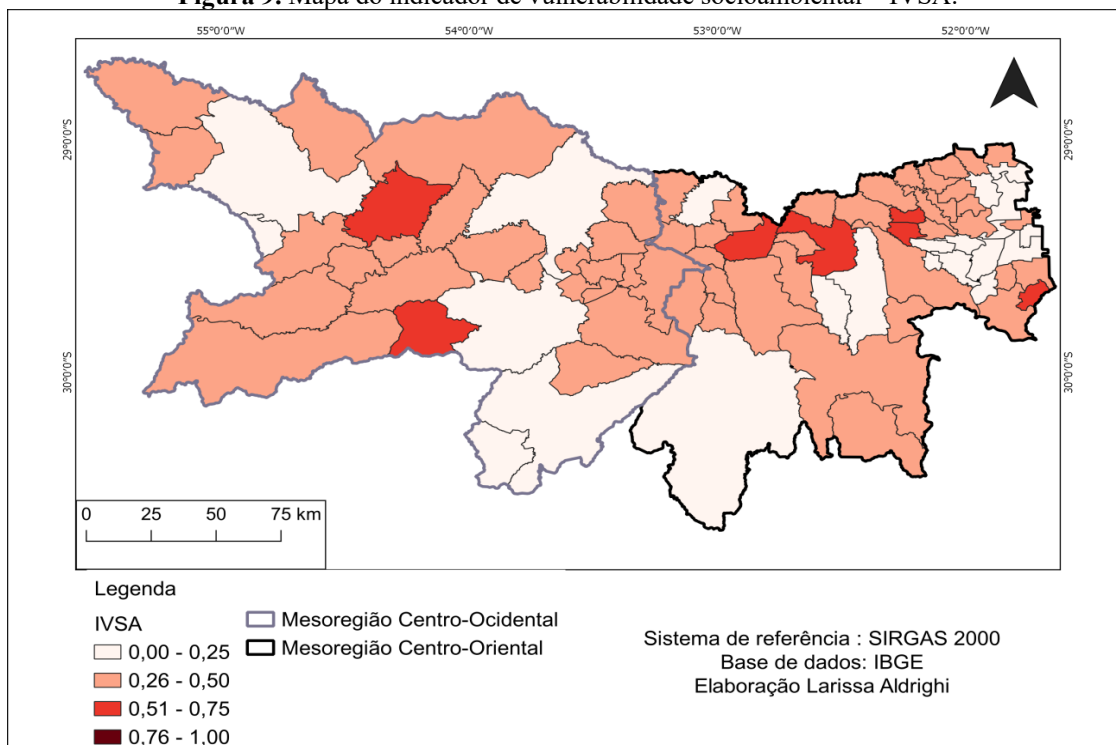 Figura 9. Mapa do indicador de vulnerabilidade socioambiental – IVSA.
55°0'0"W 54°0'0"W 53°0'0"W 52°0'0"W
29°0'0"S 29°0'0"S
30°0'0"S 30°0'0"S
0 25 50 75 km
Legenda
IVSA
0,00 - 0,25
0,26 - 0,50
0,51 - 0,75
0,76 - 1,00
Mesoregião Centro-Ocidental
Mesoregião Centro-Oriental
Sistema de referência : SIRGAS 2000
Base de dados: IBGE
Elaboração Larissa Aldrighi